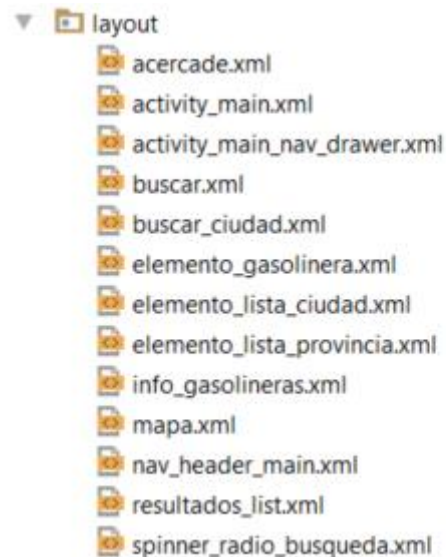 layout
acercade.xml
activity_main.xml
activity_main_nav_drawer.xml
buscar.xml
buscar_ciudad.xml
elemento_gasolinera.xml
elemento_lista_ciudad.xml
elemento_lista_provincia.xml
info_gasolineras.xml
mapa.xml
nav_header_main.xml
resultados_list.xml
spinner_radio_busqueda.xml